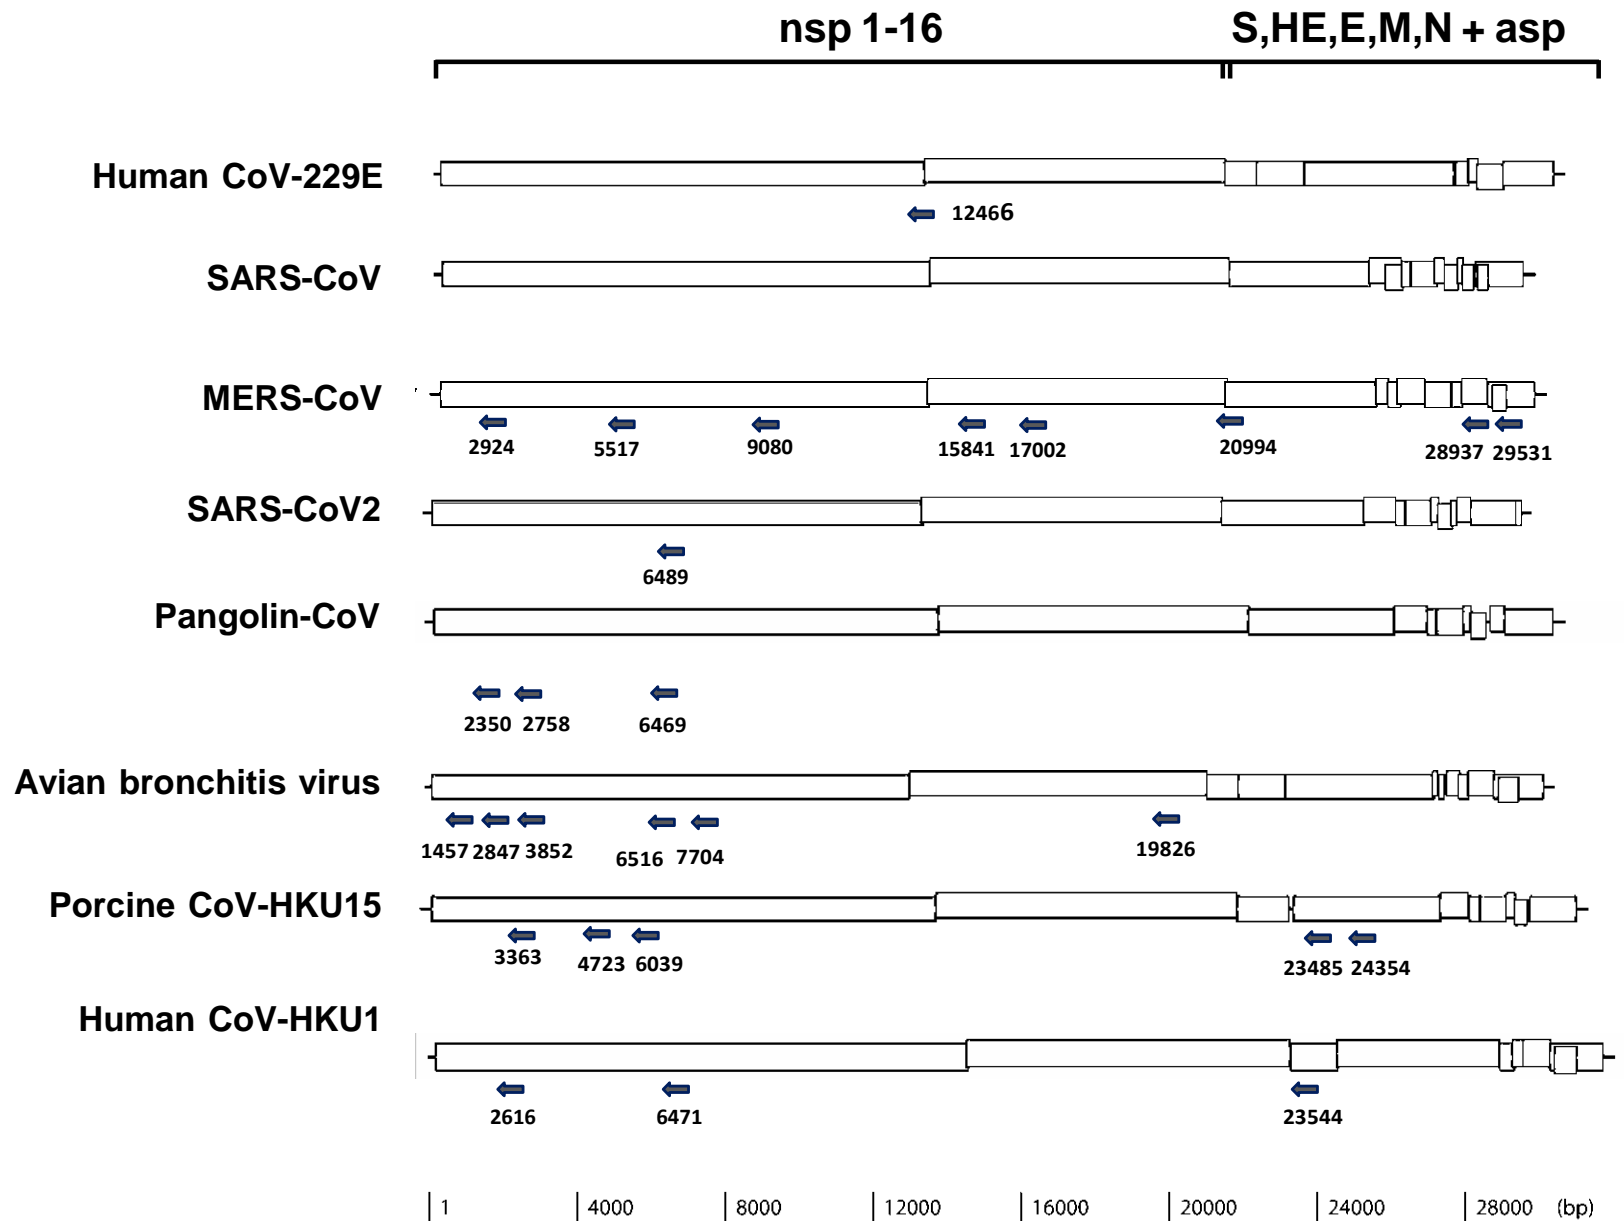 nsp 1-16 S,HE,E,M,N + asp
Human CoV-229E
12466
SARS-CoV
MERS-CoV
2924 5517 9080 15841 17002 20994 28937 29531
SARS-CoV2
6489
Pangolin-CoV
2350 2758 6469
Avian bronchitis virus
1457 2847 3852 6516 7704 19826
Porcine CoV-HKU15
3363 4723 6039 23485 24354
Human CoV-HKU1
2616 6471 23544
1 4000 8000 12000 16000 20000 24000 28000 (bp)